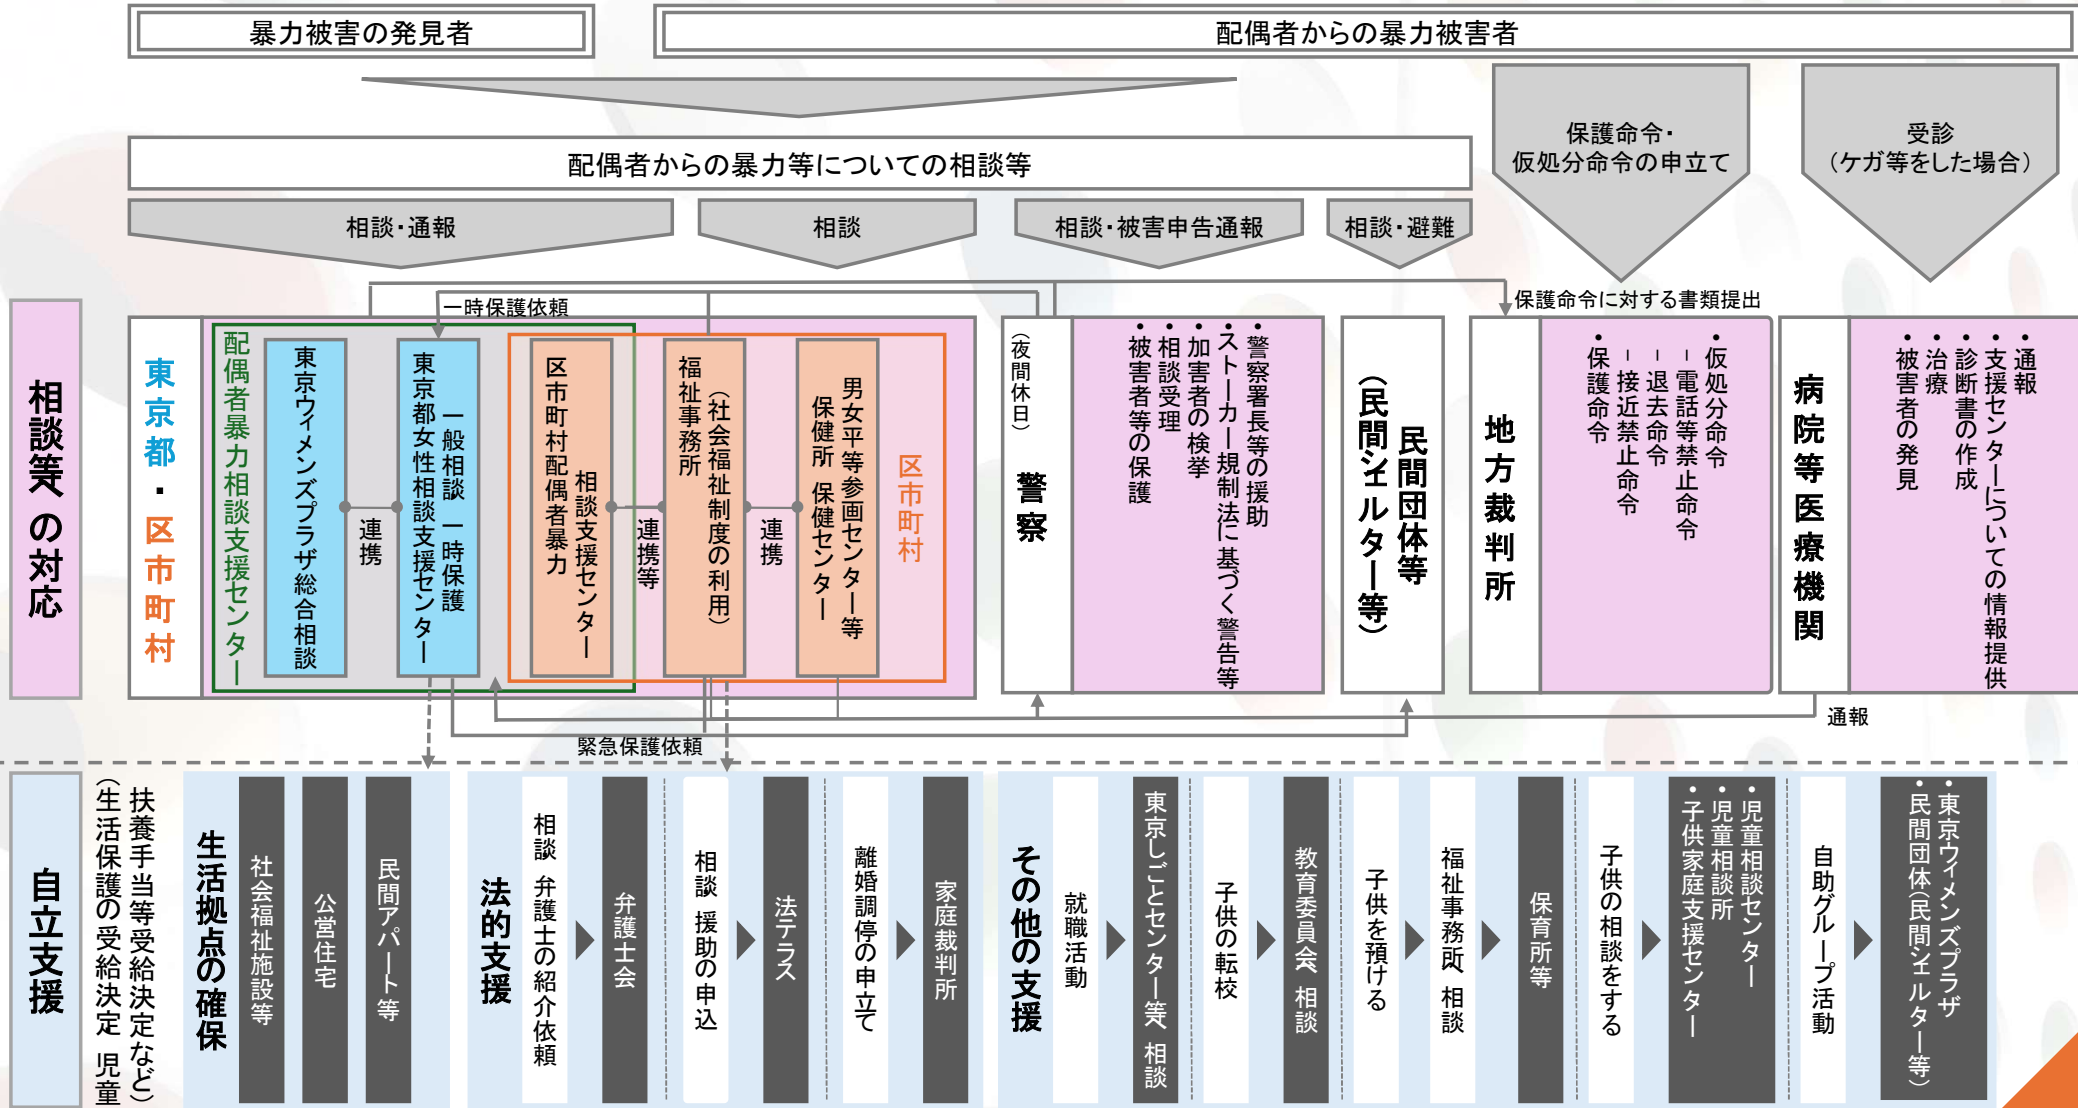 暴力被害の発見者
配偶者からの暴力被害者
保護命令・
仮処分命令の申立て
受診
（ケガ等をした場合）
配偶者からの暴力等についての相談等
相談・通報
相談
相談・被害申告通報
相談・避難
一時保護依頼
保護命令に対する書類提出
相談等への対応
東京都・区市町村
配偶者暴力相談支援センター
東京ウィメンズプラザ総合相談
連携
東京都女性相談支援センター
一般相談 一時保護
区市町村配偶者暴力
相談支援センター
連携等
福祉事務所
（社会福祉制度の利用）
連携
男女平等参画センター等
保健所 保健センター
区市町村
（夜間休日）
警察
・警察署長等の援助
・ストーカー規制法に基づく警告等
・加害者の検挙
・相談受理
・被害者等の保護
民間団体等
（民間シェルター等）
地方裁判所
・仮処分命令
－電話等禁止命令
－退去命令
－接近禁止命令
・保護命令
病院等医療機関
・通報
・支援センターについての情報提供
・診断書の作成
・治療
・被害者の発見
通報
緊急保護依頼
自立支援
（生活保護の受給決定 児童
扶養手当等受給決定など）
生活拠点の確保
社会福祉施設等
公営住宅
民間アパート等
法的支援
相談、弁護士の紹介依頼
弁護士会
相談、援助の申込
法テラス
離婚調停の申立て
家庭裁判所
その他の支援
就職活動
東京しごとセンター等へ相談
子供の転校
教育委員会へ相談
子供を預ける
福祉事務所へ相談
保育所等
子供の相談をする
・児童相談センター
・児童相談所
・子供家庭支援センター
自助グループ活動
・東京ウィメンズプラザ
・民間団体（民間シェルター等）